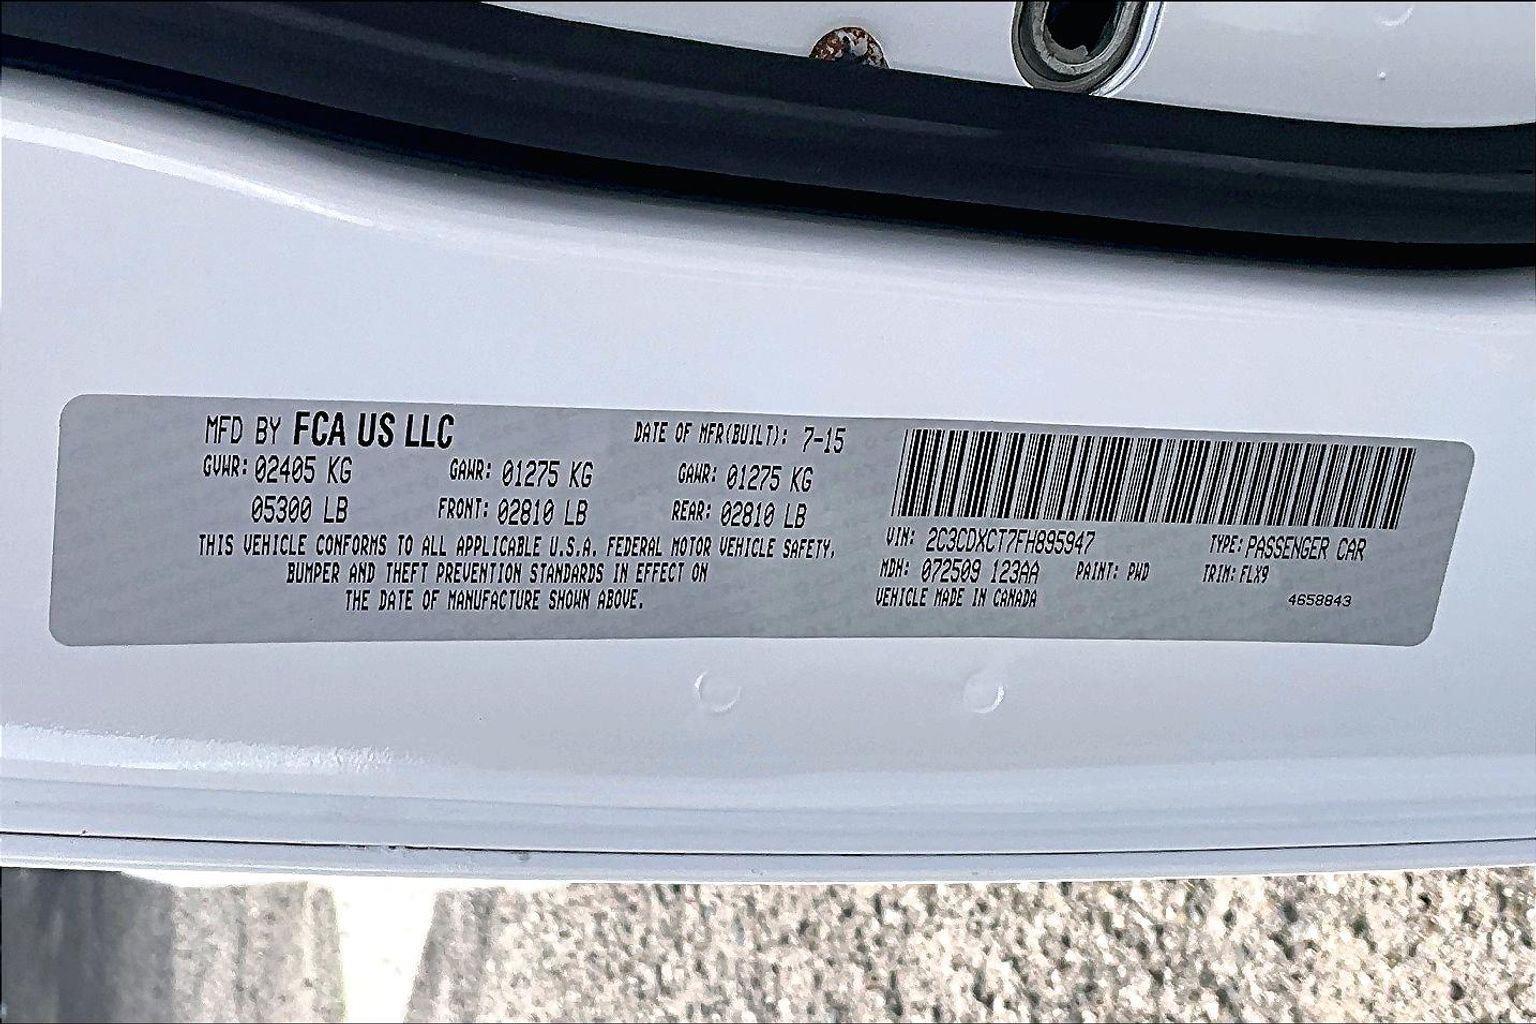 MFD BY FCA US LLC DATE OF MFR(BUILT): 7-15
GVWR: 02405 KG GAWR: 01275 KG GAWR: 01275 KG
05300 LB FRONT: 02810 LB REAR: 02810 LB
THIS VEHICLE CONFORMS TO ALL APPLICABLE U.S.A. FEDERAL MOTOR VEHICLE SAFETY,
BUMPER AND THEFT PREVENTION STANDARDS IN EFFECT ON
THE DATE OF MANUFACTURE SHOWN ABOVE.
VIN: 2C3CDXCT7FH895947 TYPE: PASSENGER CAR
MDH: 072509 123AA PAINT: PWD TRIM: FLX9
VEHICLE MADE IN CANADA 4658843